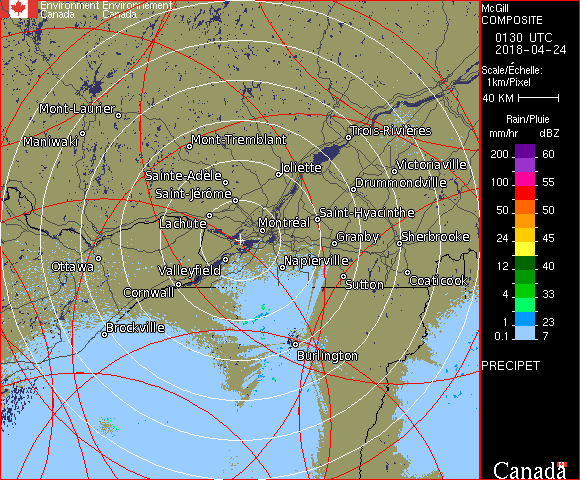 Environment Environnement
Canada Canada
McGill
COMPOSITE
0130 UTC
2018-04-24
Scale/Échelle:
1km/Pixel
40 KM
Rain/Pluie
mm/hr dBZ
200 60
150 57
100 55
50 50
24 45
12 40
4 33
1 23
0.1 7
PRECIPET
Canada
Mont-Laurier
Maniwaki
Mont-Tremblant
Trois-Rivières
Sainte-Adèle
Joliette
Victoriaville
Saint-Jérôme
Drummondville
Lachute
Montréal
Saint-Hyacinthe
Granby
Sherbrooke
Ottawa
Valleyfield
Napierville
Cornwall
Sutton
Coaticook
Brockville
Burlington